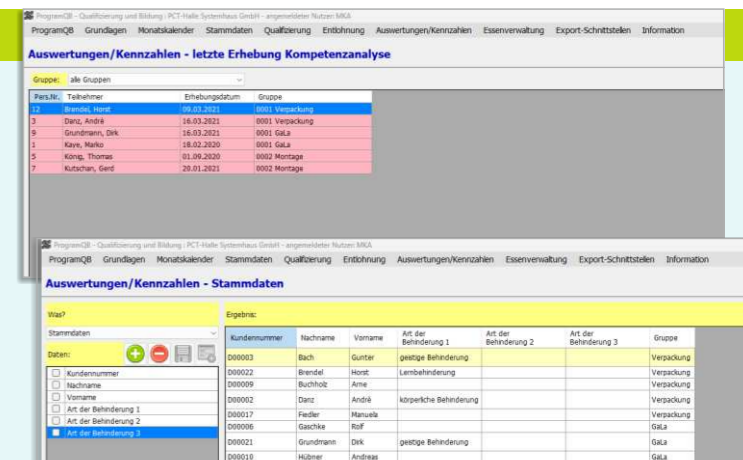 ProgramQB - Qualifizierung und Bildung : PCT-Halle Systemhaus GmbH - angemeldeter Nutzer: MKA
ProgramQB Grundlagen Monatskalender Stammdaten Qualifizierung Entlohnung Auswertungen/Kennzahlen Essenverwaltung Export-Schnittstellen Information
Auswertungen/Kennzahlen - letzte Erhebung Kompetenzanalyse
Gruppe: alle Gruppen
Pers.Nr. Teilnehmer Erhebungsdatum Gruppe
12 Brendel, Horst 09.03.2021 0001 Verpackung
3 Danz, André 16.03.2021 0001 Verpackung
9 Grundmann, Dirk 16.03.2021 0001 GaLa
1 Kaye, Marko 18.02.2020 0001 GaLa
5 König, Thomas 01.09.2020 0002 Montage
7 Kutschan, Gerd 20.01.2021 0002 Montage
ProgramQB - Qualifizierung und Bildung : PCT-Halle Systemhaus GmbH - angemeldeter Nutzer: MKA
ProgramQB Grundlagen Monatskalender Stammdaten Qualifizierung Entlohnung Auswertungen/Kennzahlen Essenverwaltung Export-Schnittstellen Information
Auswertungen/Kennzahlen - Stammdaten
Was?
Stammdaten
Daten:
Kundennummer
Nachname
Vorname
Art der Behinderung 1
Art der Behinderung 2
Art der Behinderung 3
Ergebnis:
Kundennummer Nachname Vorname Art der Behinderung 1 Art der Behinderung 2 Art der Behinderung 3 Gruppe
D00003 Bach Gunter geistige Behinderung Verpackung
D00022 Brendel Horst Lernbehinderung Verpackung
D00009 Buchholz Arne Verpackung
D00002 Danz André körperliche Behinderung Verpackung
D00017 Fiedler Manuela Verpackung
D00006 Gaschke Rolf GaLa
D00021 Grundmann Dirk geistige Behinderung GaLa
D00010 Hübner Andreas GaLa